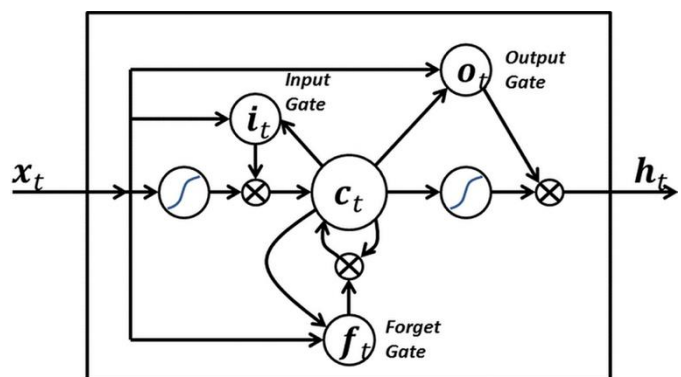 Input
Gate
o_t
Output
Gate
i_t
x_t
c_t
h_t
f_t
Forget
Gate